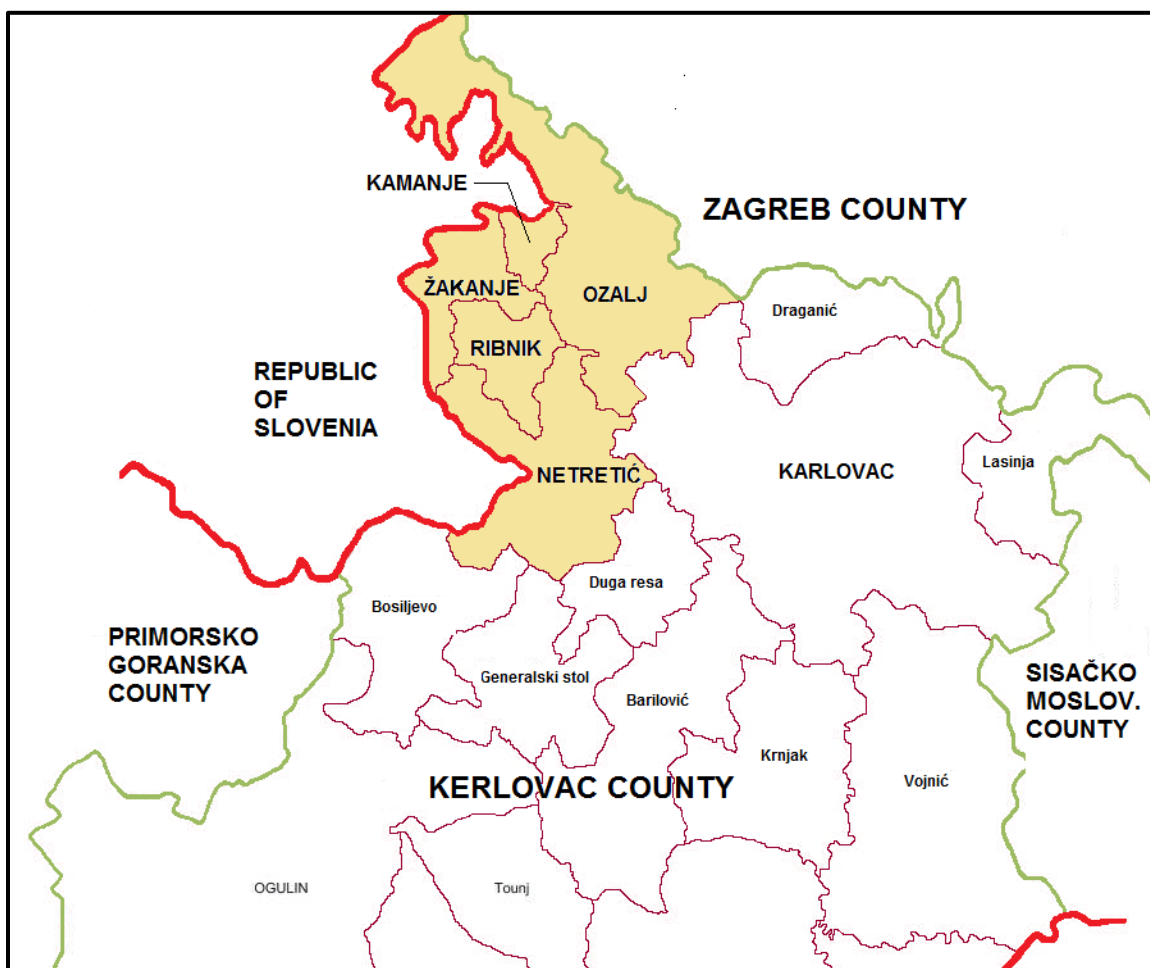 KAMANJE
ZAGREB COUNTY
ŽAKANJE
OZALJ
Draganić
RIBNIK
REPUBLIC
OF
SLOVENIA
NETRETIĆ
KARLOVAC
Lasinja
Duga resa
Bosiljevo
PRIMORSKO
GORANSKA
COUNTY
Generalski stol
Barilović
SISAČKO
MOSLOV.
COUNTY
Krnjak
KERLOVAC COUNTY
Vojnić
OGULIN
Tounj